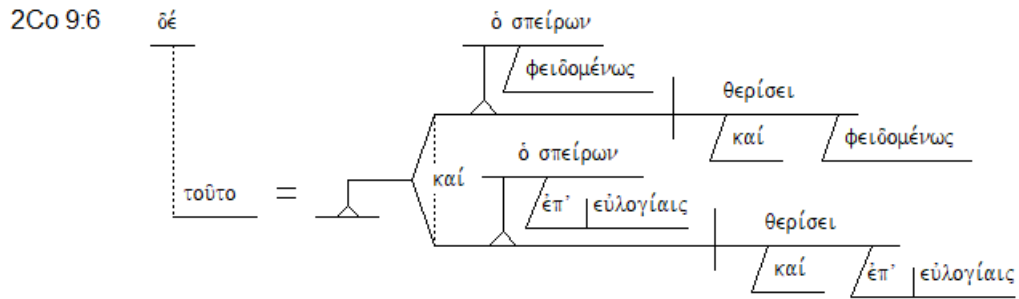 2Co 9:6 δέ ὁ σπείρων
φειδομένως
θερίσει
καί φειδομένως
ὁ σπείρων
καί
τοῦτο =
ἐπ’ εὐλογίαις
θερίσει
καί ἐπ’ εὐλογίαις